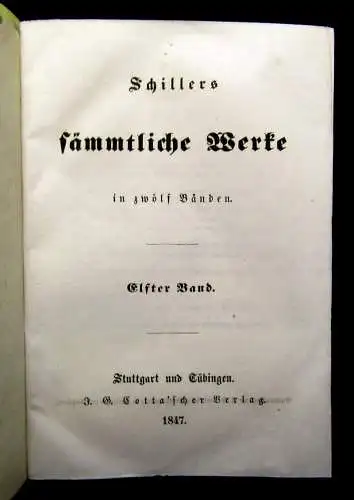 Schillers
sämmtliche Werke
in zwölf Bänden.
Elfter Band.
Stuttgart und Tübingen.
J. G. Cotta'scher Verlag.
1847.